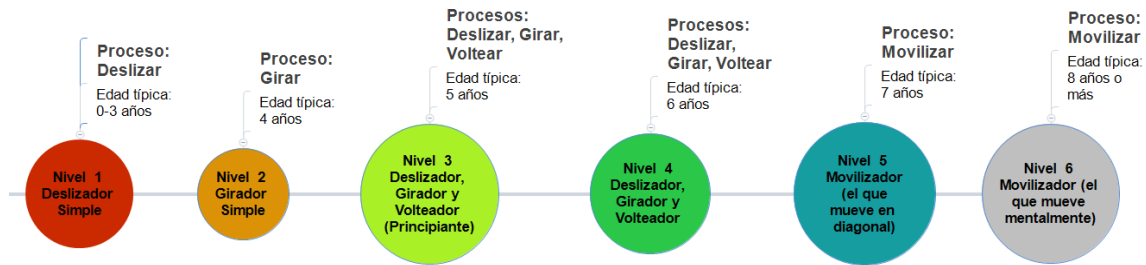 Proceso:
Deslizar
Edad típica:
0-3 años
Nivel 1
Deslizador
Simple
Proceso:
Girar
Edad típica:
4 años
Nivel 2
Girador
Simple
Procesos:
Deslizar, Girar,
Voltear
Edad típica:
5 años
Nivel 3
Deslizador,
Girador y
Volteador
(Principiante)
Procesos:
Deslizar,
Girar, Voltear
Edad típica:
6 años
Nivel 4
Deslizador,
Girador y
Volteador
Proceso:
Movilizar
Edad típica:
7 años
Nivel 5
Movilizador
(el que
mueve en
diagonal)
Proceso:
Movilizar
Edad típica:
8 años o
más
Nivel 6
Movilizador (el
que mueve
mentalmente)